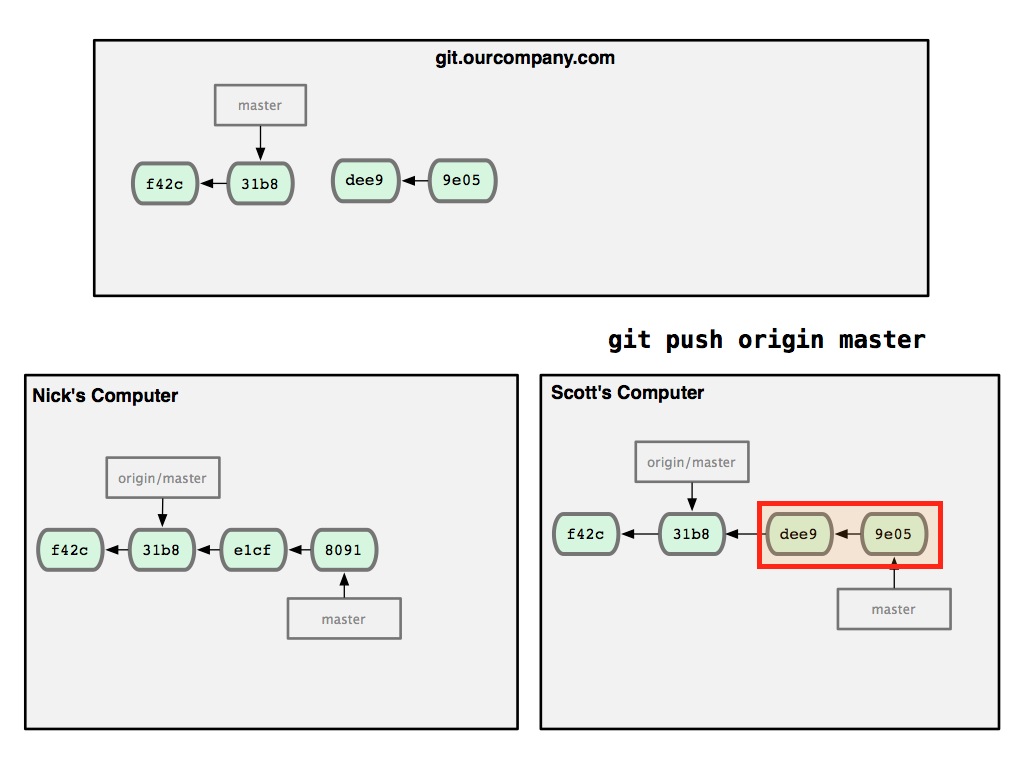 git.ourcompany.com
master
f42c
31b8
dee9
9e05
git push origin master
Nick's Computer
origin/master
f42c
31b8
e1cf
8091
master
Scott's Computer
origin/master
f42c
31b8
dee9
9e05
master